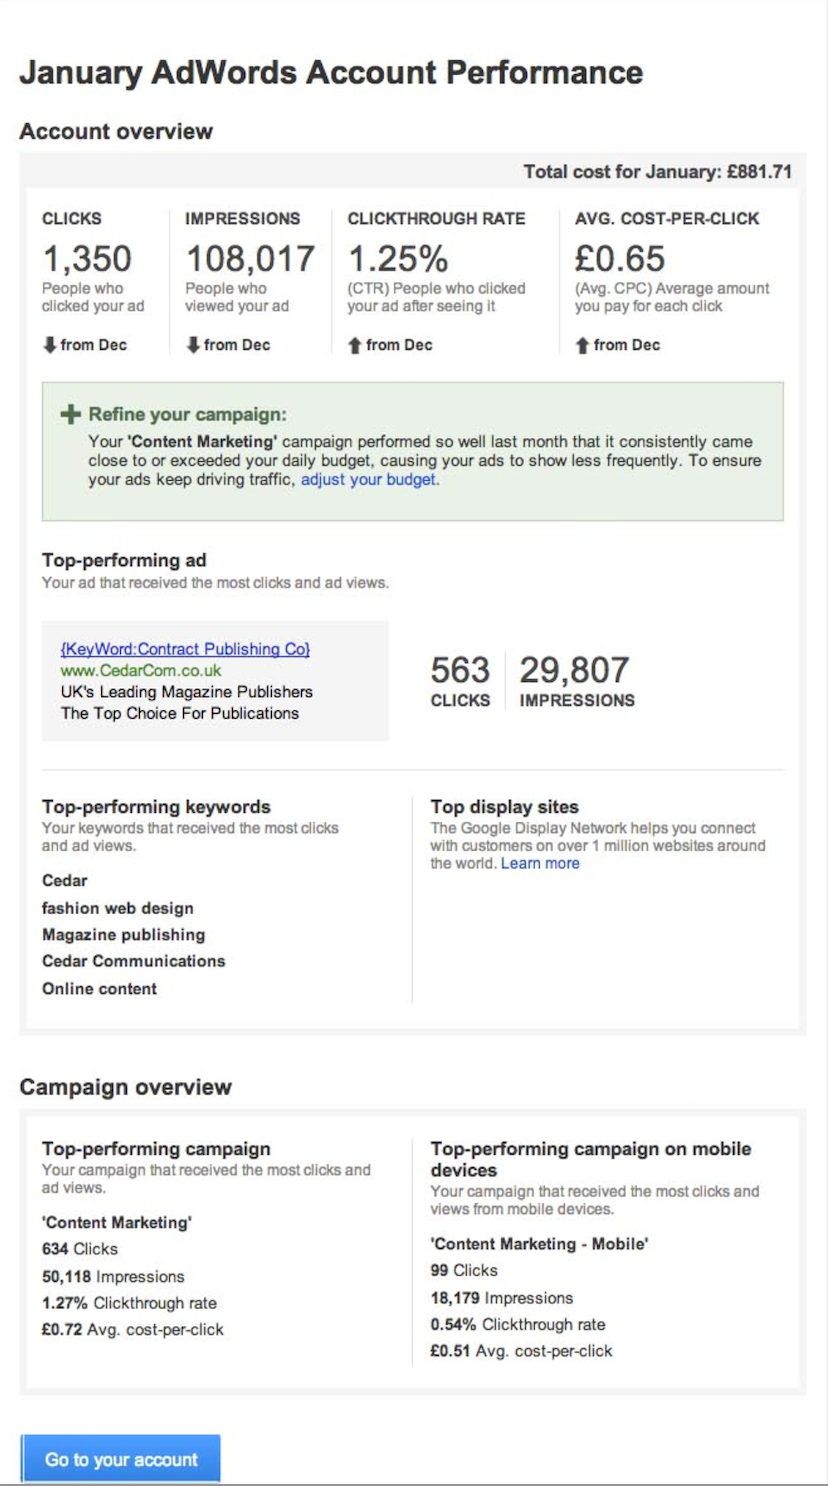 January AdWords Account Performance
Account overview
Total cost for January: £881.71
CLICKS
1,350
People who
clicked your ad
from Dec
IMPRESSIONS
108,017
People who
viewed your ad
from Dec
CLICKTHROUGH RATE
1.25%
(CTR) People who clicked
your ad after seeing it
from Dec
AVG. COST-PER-CLICK
£0.65
(Avg. CPC) Average amount
you pay for each click
from Dec
Refine your campaign:
Your 'Content Marketing' campaign performed so well last month that it consistently came
close to or exceeded your daily budget, causing your ads to show less frequently. To ensure
your ads keep driving traffic, adjust your budget.
Top-performing ad
Your ad that received the most clicks and ad views.
{KeyWord:Contract Publishing Co}
www.CedarCom.co.uk
UK's Leading Magazine Publishers
The Top Choice For Publications
563
CLICKS
29,807
IMPRESSIONS
Top-performing keywords
Your keywords that received the most clicks
and ad views.
Cedar
fashion web design
Magazine publishing
Cedar Communications
Online content
Top display sites
The Google Display Network helps you connect
with customers on over 1 million websites around
the world. Learn more
Campaign overview
Top-performing campaign
Your campaign that received the most clicks and
ad views.
'Content Marketing'
634 Clicks
50,118 Impressions
1.27% Clickthrough rate
£0.72 Avg. cost-per-click
Top-performing campaign on mobile
devices
Your campaign that received the most clicks and
views from mobile devices.
'Content Marketing - Mobile'
99 Clicks
18,179 Impressions
0.54% Clickthrough rate
£0.51 Avg. cost-per-click
Go to your account